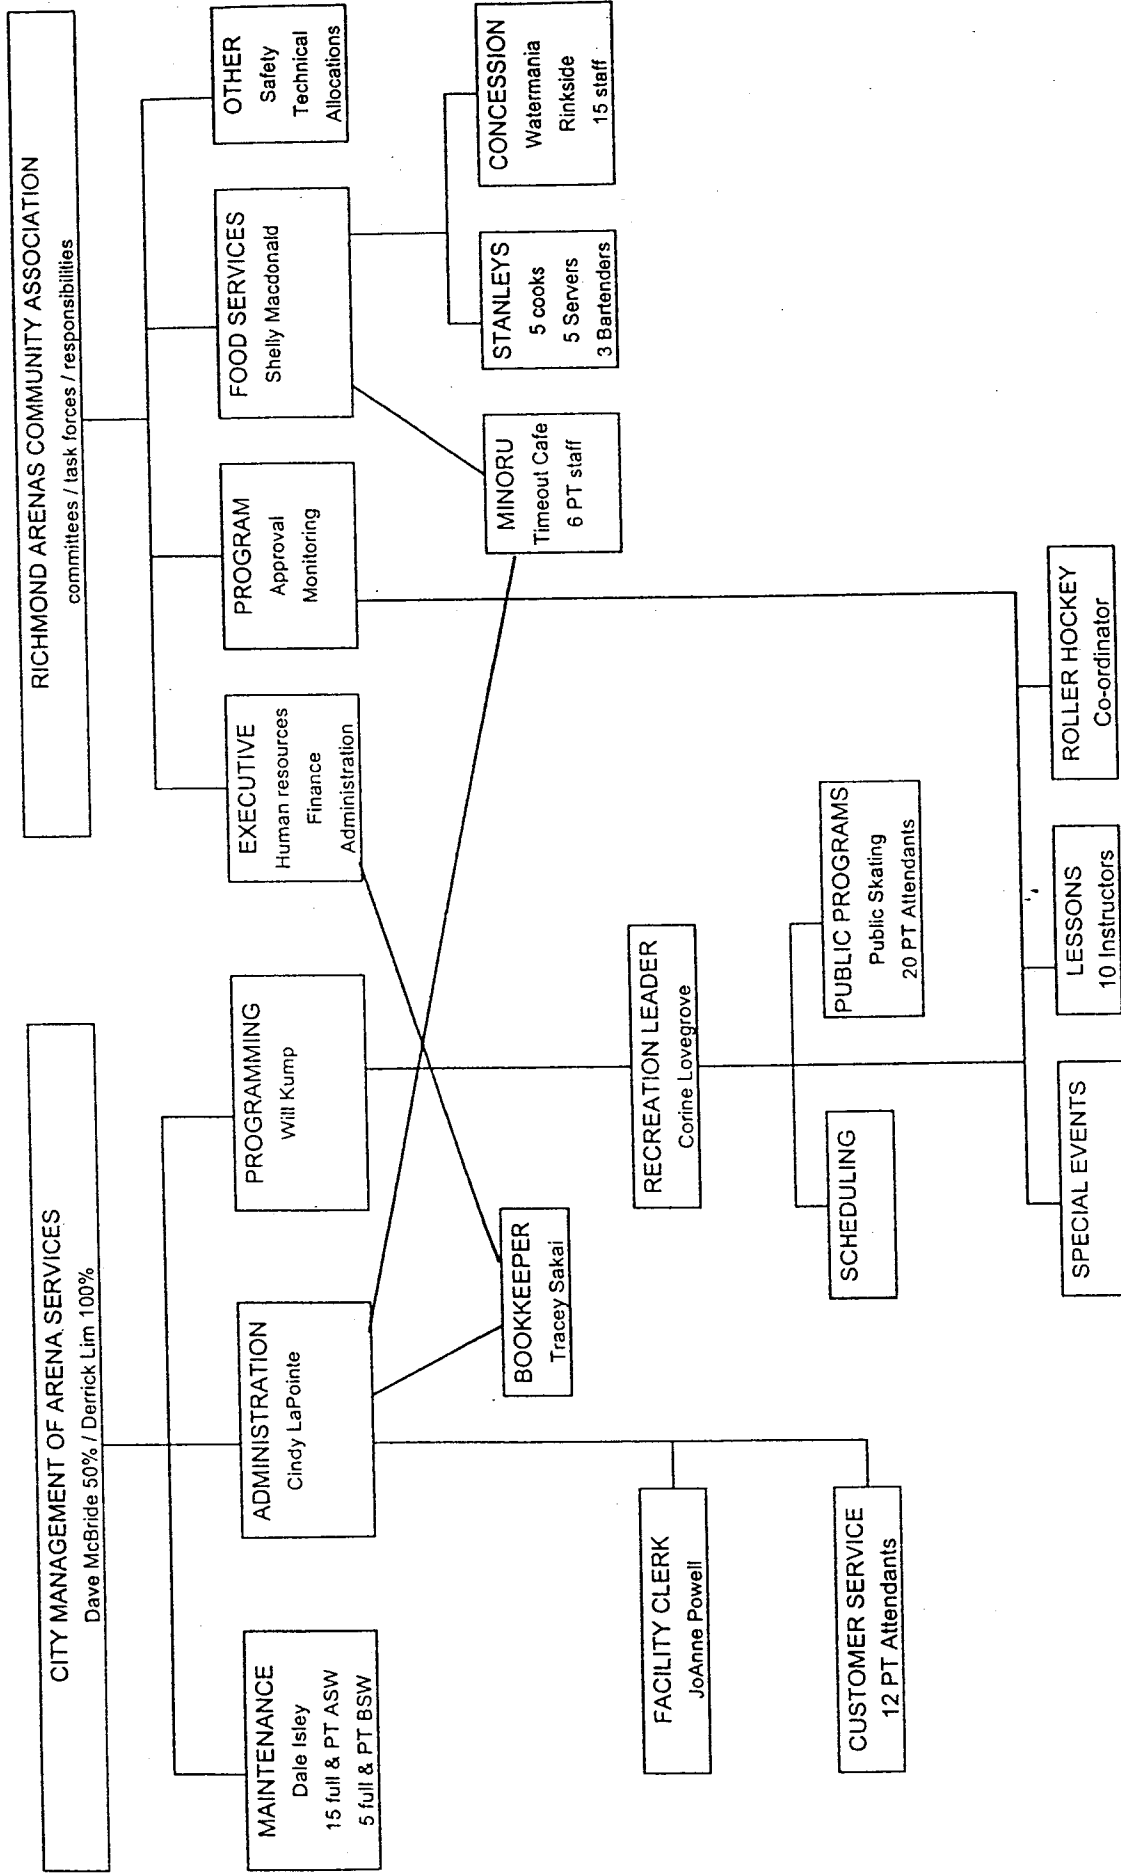 CITY MANAGEMENT OF ARENA SERVICES
Dave McBride 50% / Derrick Lim 100%
RICHMOND ARENAS COMMUNITY ASSOCIATION
committees / task forces / responsibilities
MAINTENANCE
Dale Isley
15 full & PT ASW
5 full & PT BSW
ADMINISTRATION
Cindy LaPointe
PROGRAMMING
Will Kump
EXECUTIVE
Human resources
Finance
Administration
PROGRAM
Approval
Monitoring
FOOD SERVICES
Shelly Macdonald
OTHER
Safety
Technical
Allocations
BOOKKEEPER
Tracey Sakai
MINORU
Timeout Cafe
6 PT staff
STANLEYS
5 cooks
5 Servers
3 Bartenders
CONCESSION
Watermania
Rinkside
15 staff
FACILITY CLERK
JoAnne Powell
RECREATION LEADER
Corine Lovegrove
CUSTOMER SERVICE
12 PT Attendants
SCHEDULING
PUBLIC PROGRAMS
Public Skating
20 PT Attendants
SPECIAL EVENTS
LESSONS
10 Instructors
ROLLER HOCKEY
Co-ordinator